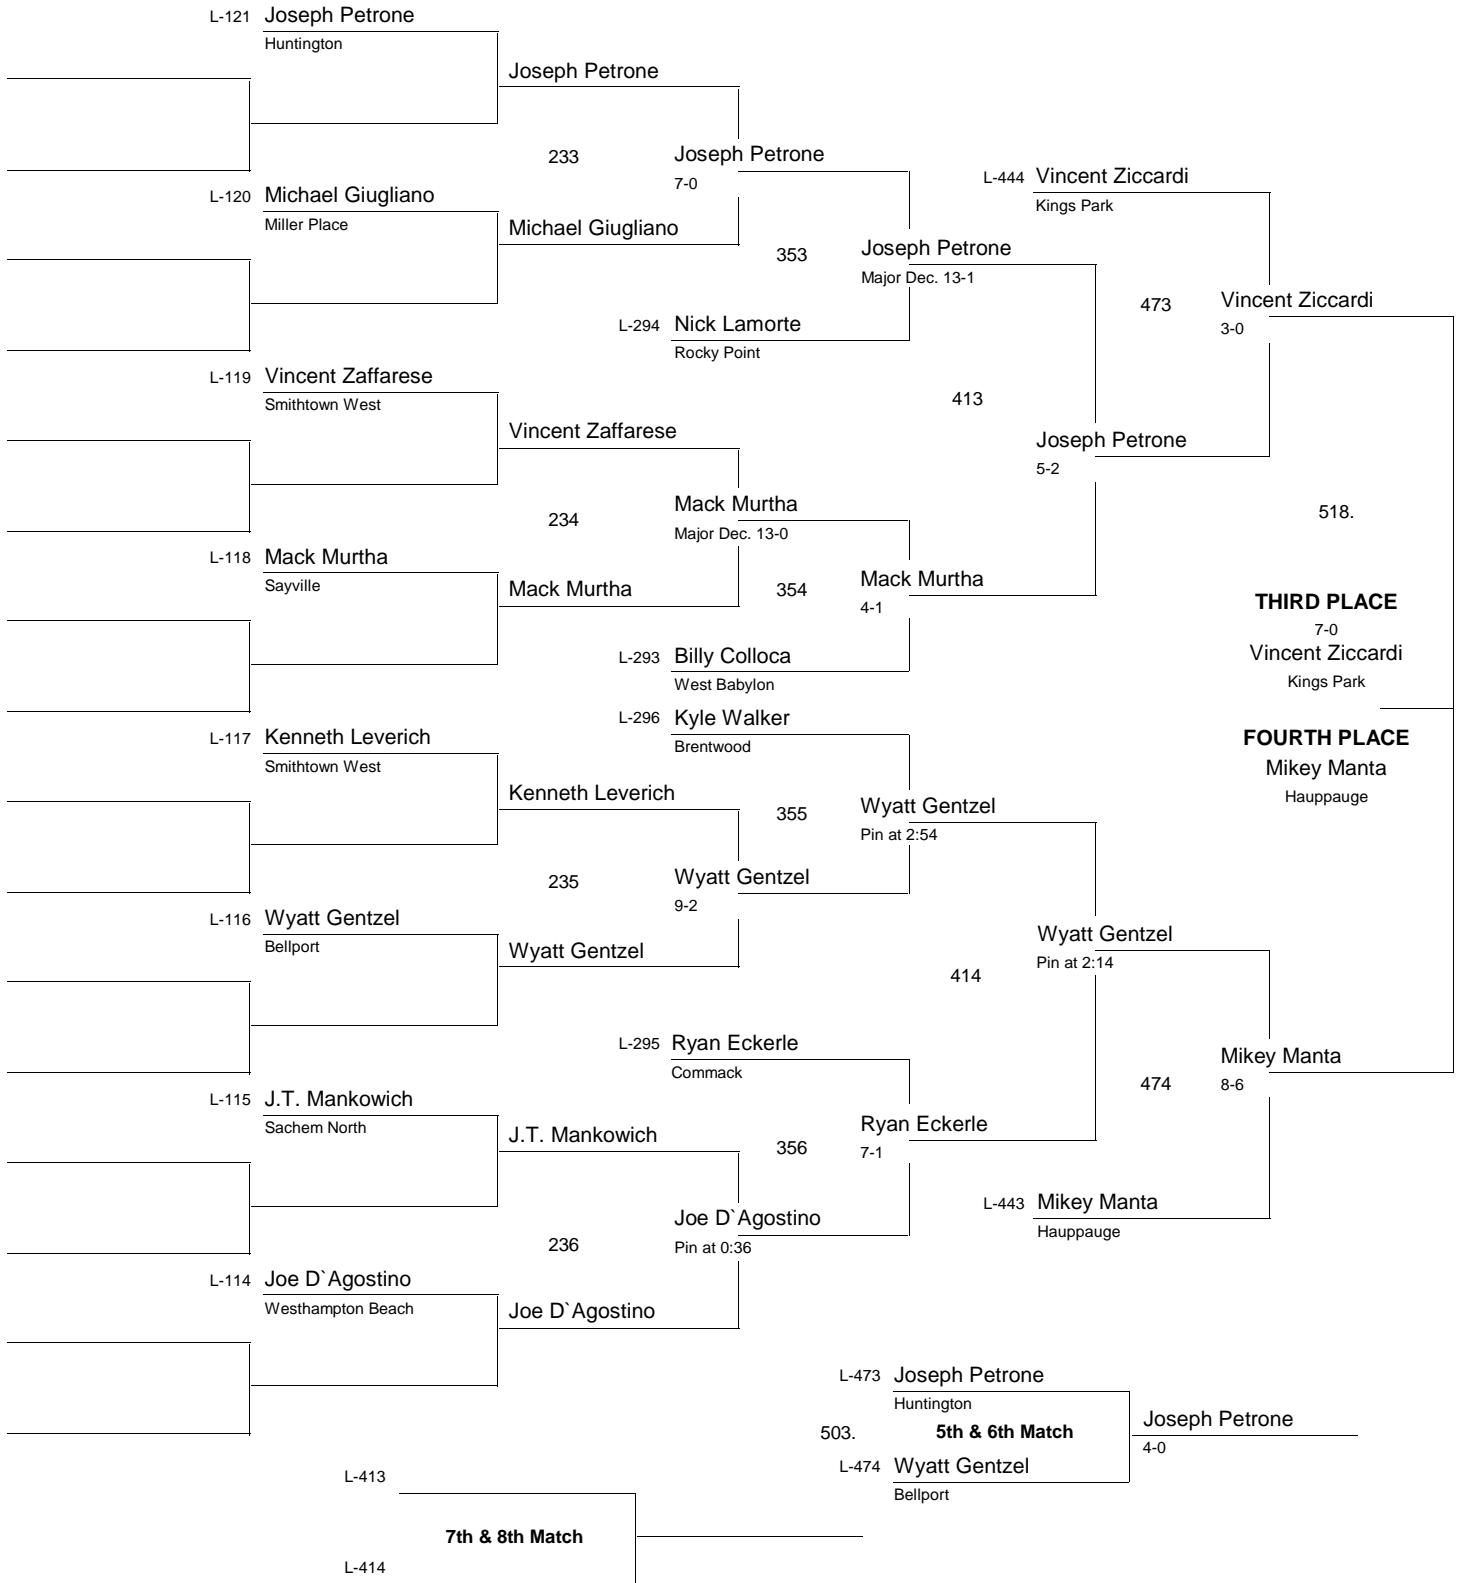 L-121 Joseph Petrone
Huntington
Joseph Petrone
233
Joseph Petrone
7-0
L-444 Vincent Ziccardi
Kings Park
L-120 Michael Giugliano
Miller Place
Michael Giugliano
353
Joseph Petrone
Major Dec. 13-1
473
Vincent Ziccardi
3-0
L-294 Nick Lamorte
Rocky Point
L-119 Vincent Zaffarese
Smithtown West
413
Vincent Zaffarese
Joseph Petrone
5-2
234
Mack Murtha
Major Dec. 13-0
518.
L-118 Mack Murtha
Sayville
Mack Murtha
354
Mack Murtha
4-1
THIRD PLACE
7-0
Vincent Ziccardi
Kings Park
L-293 Billy Colloca
West Babylon
L-296 Kyle Walker
Brentwood
L-117 Kenneth Leverich
Smithtown West
FOURTH PLACE
Mikey Manta
Hauppauge
Kenneth Leverich
355
Wyatt Gentzel
Pin at 2:54
235
Wyatt Gentzel
9-2
L-116 Wyatt Gentzel
Bellport
Wyatt Gentzel
414
Wyatt Gentzel
Pin at 2:14
L-295 Ryan Eckerle
Commack
474
Mikey Manta
8-6
L-115 J.T. Mankowich
Sachem North
J.T. Mankowich
356
Ryan Eckerle
7-1
L-443 Mikey Manta
Hauppauge
236
Joe D`Agostino
Pin at 0:36
L-114 Joe D`Agostino
Westhampton Beach
Joe D`Agostino
L-473 Joseph Petrone
Huntington
503.
5th & 6th Match
Joseph Petrone
4-0
L-474 Wyatt Gentzel
Bellport
L-413
7th & 8th Match
L-414